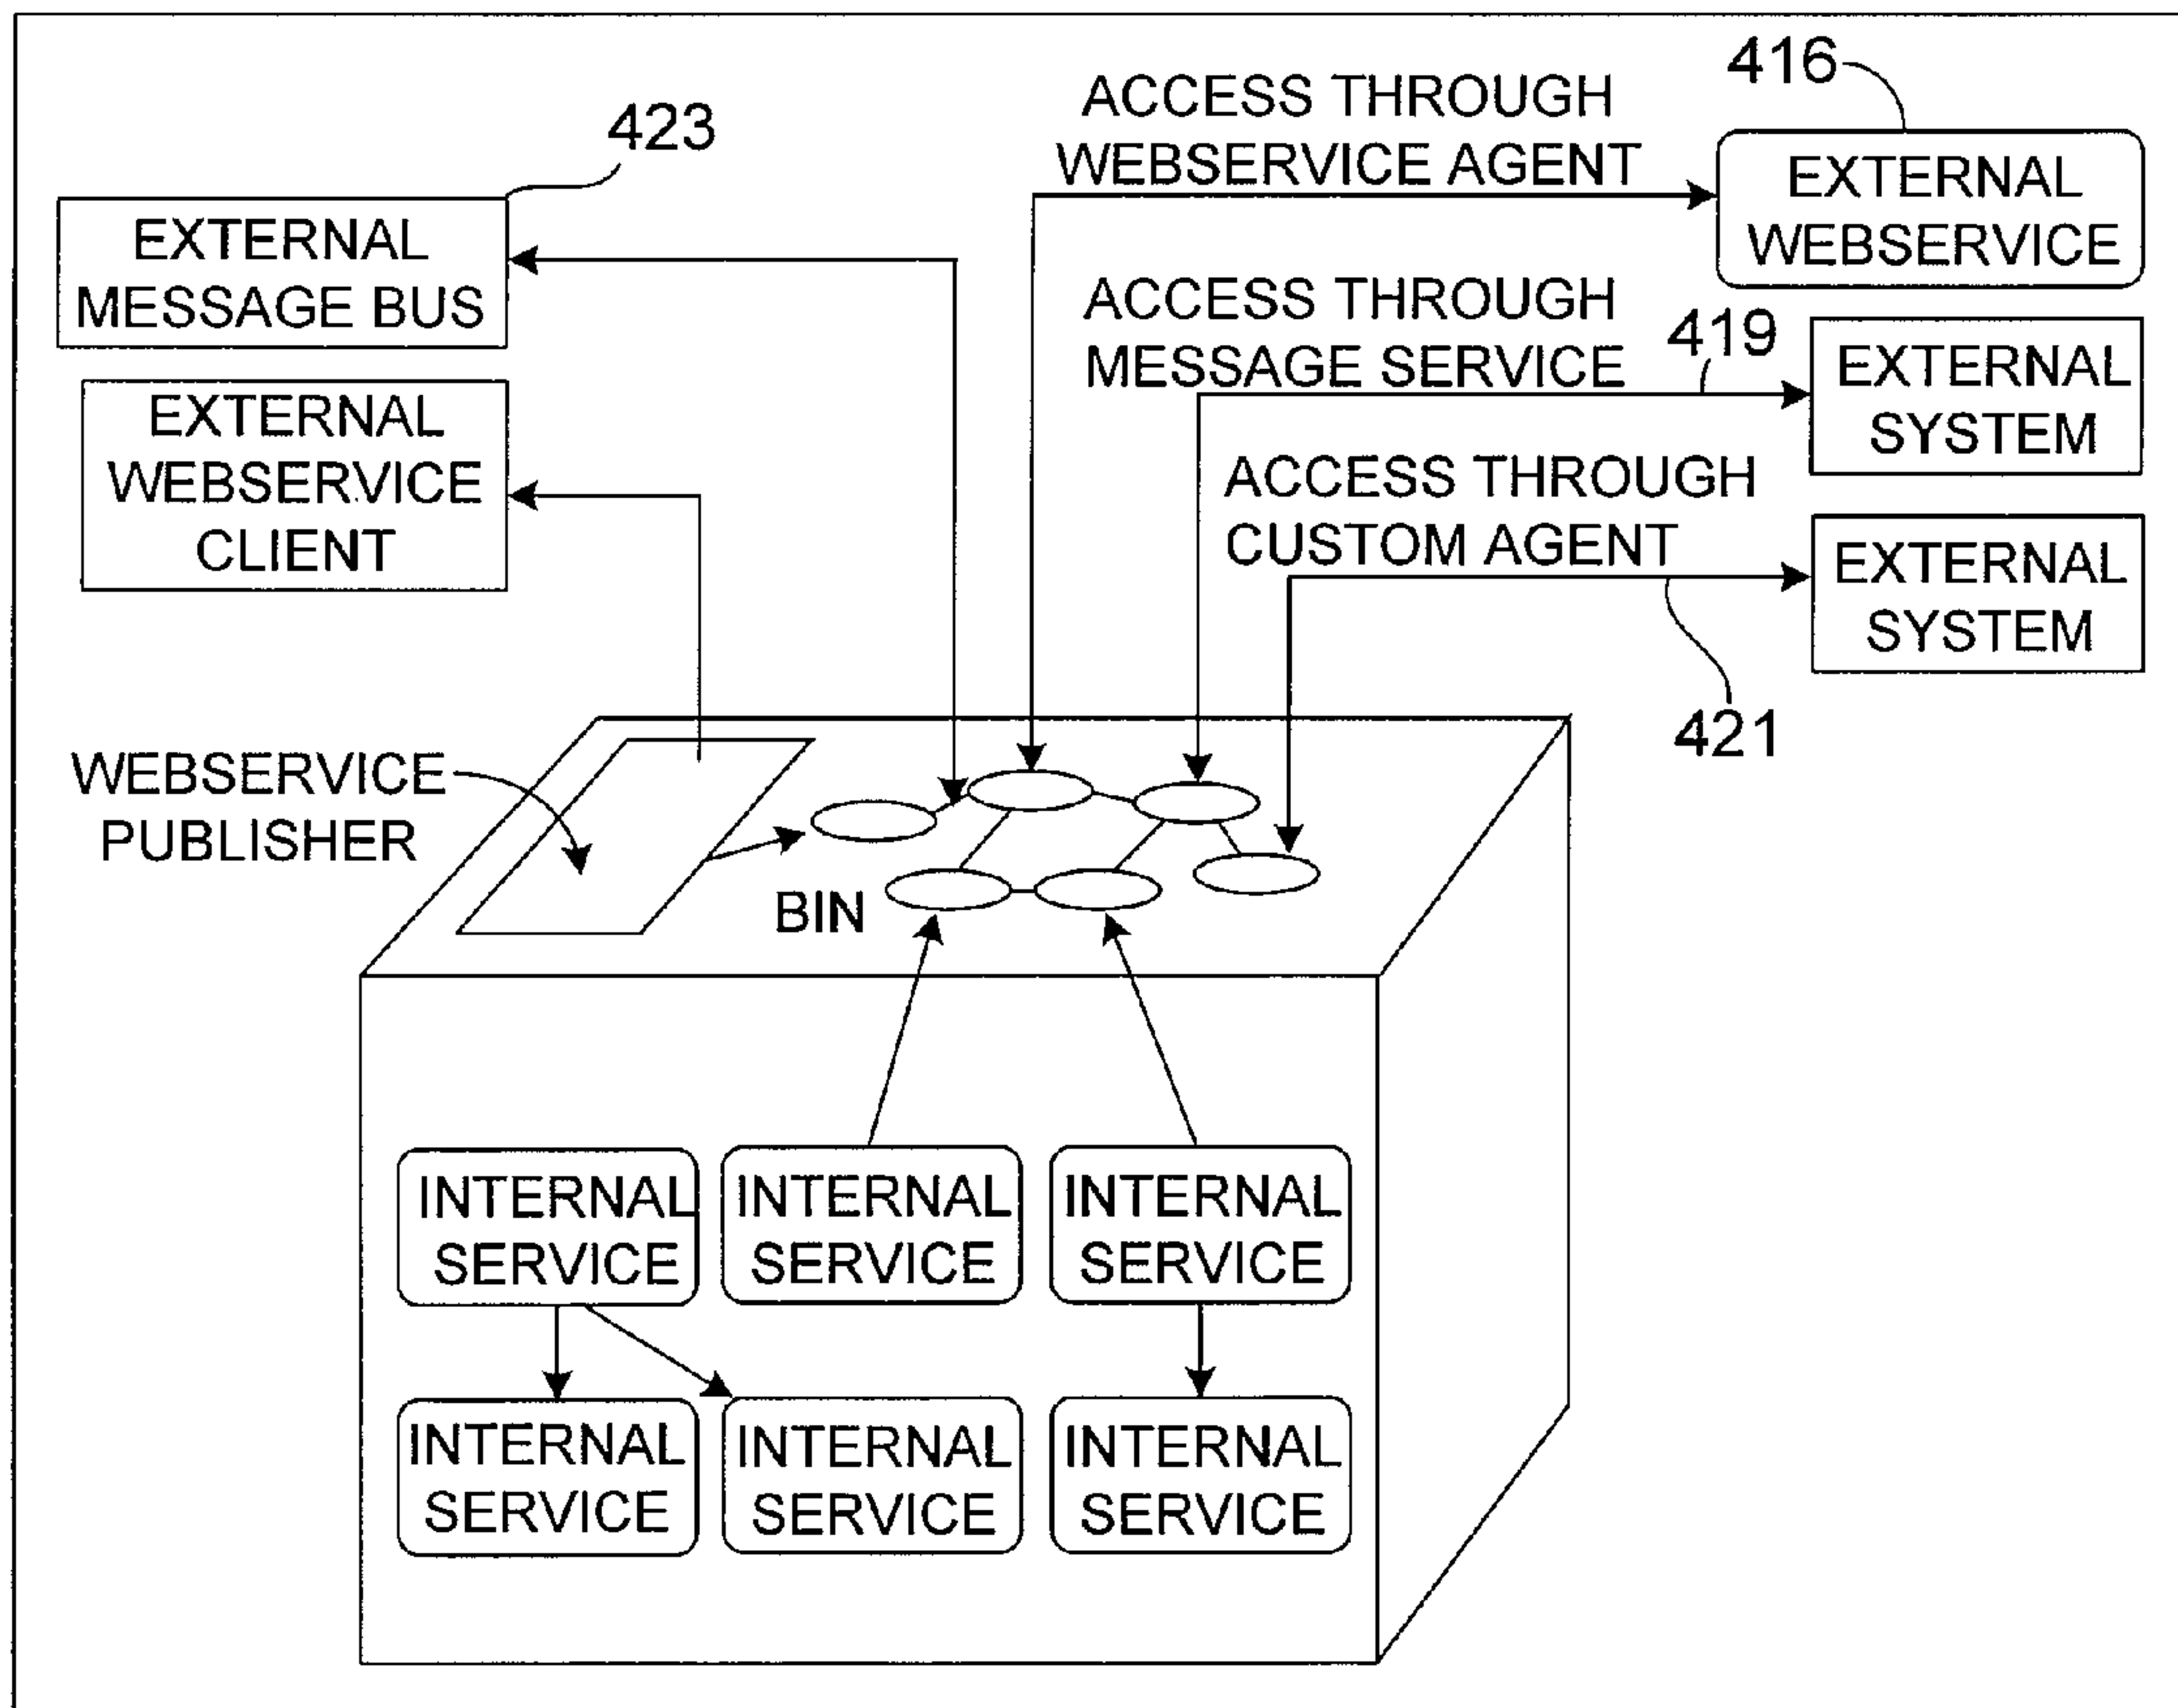 416
ACCESS THROUGH
WEBSERVICE AGENT
423
EXTERNAL
WEBSERVICE
EXTERNAL
MESSAGE BUS
ACCESS THROUGH
MESSAGE SERVICE
419
EXTERNAL
SYSTEM
EXTERNAL
WEBSERVICE
CLIENT
ACCESS THROUGH
CUSTOM AGENT
EXTERNAL
SYSTEM
421
WEBSERVICE
PUBLISHER
BIN
INTERNAL
SERVICE
INTERNAL
SERVICE
INTERNAL
SERVICE
INTERNAL
SERVICE
INTERNAL
SERVICE
INTERNAL
SERVICE